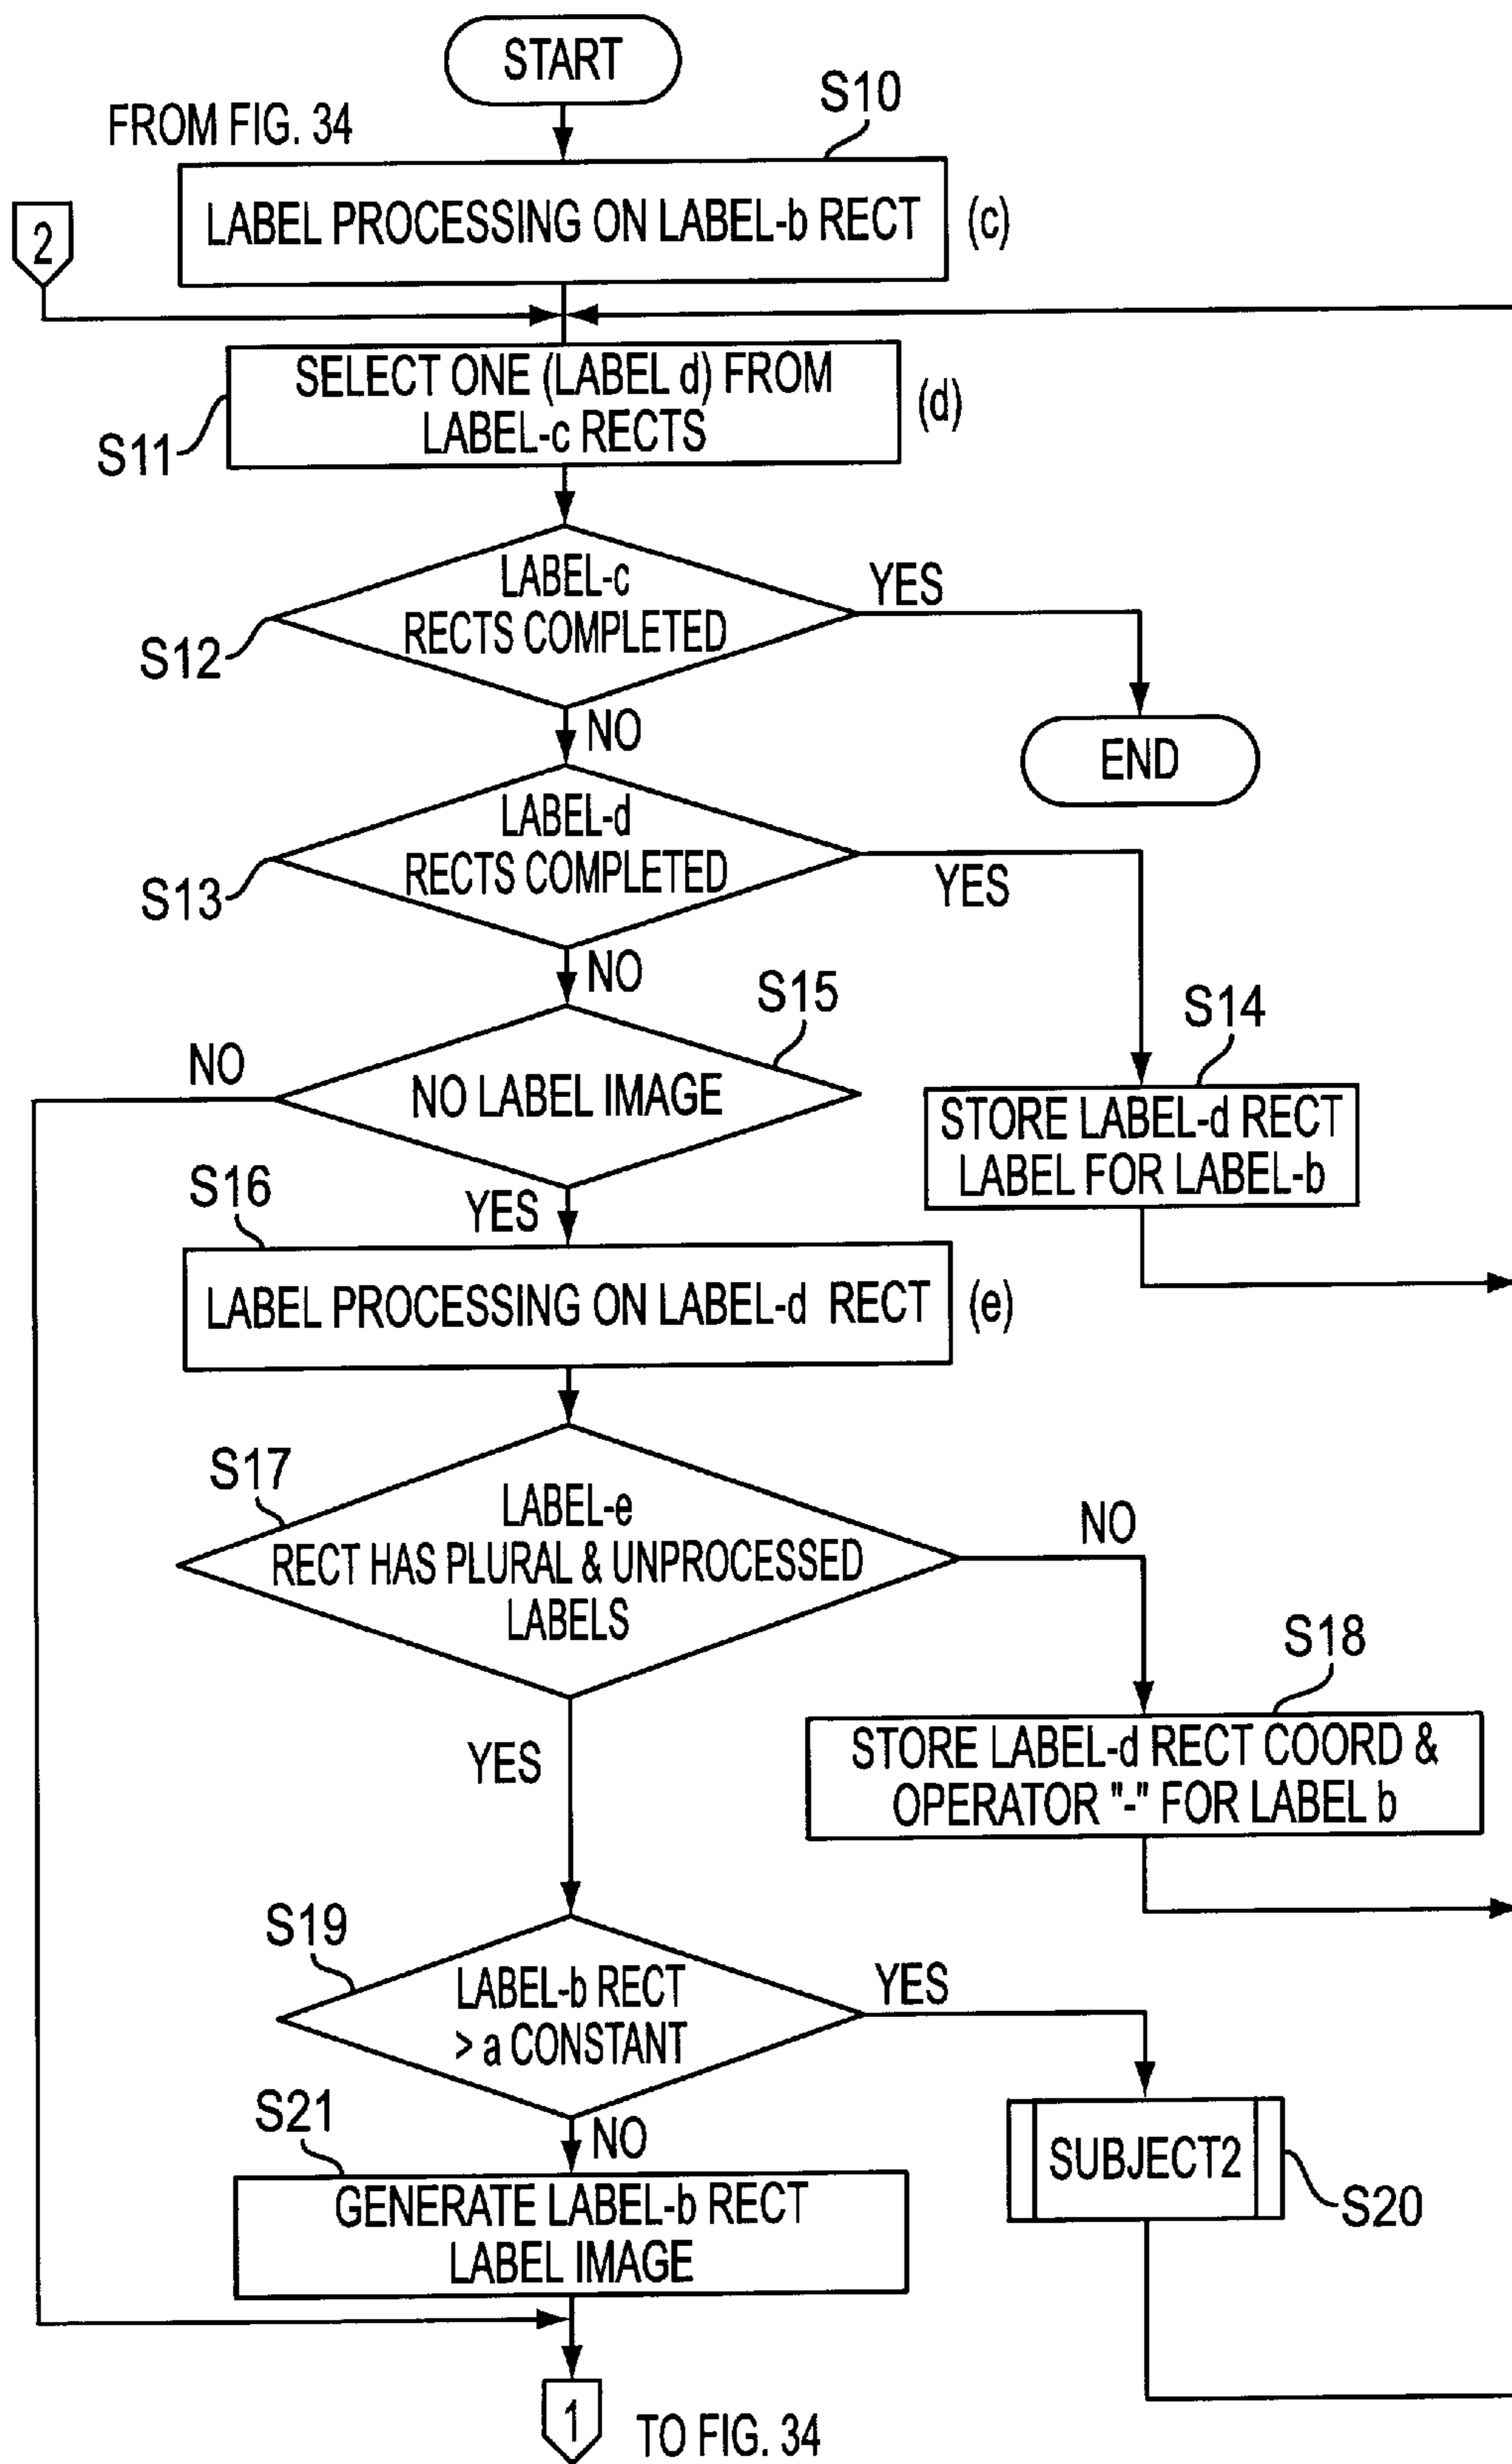 START
FROM FIG. 34
S10
2
LABEL PROCESSING ON LABEL-b RECT
(c)
SELECT ONE (LABEL d) FROM
LABEL-c RECTS
(d)
S11
LABEL-c
RECTS COMPLETED
YES
S12
NO
END
LABEL-d
RECTS COMPLETED
YES
S13
NO
S15
S14
NO
NO LABEL IMAGE
STORE LABEL-d RECT
LABEL FOR LABEL-b
S16
YES
LABEL PROCESSING ON LABEL-d RECT
(e)
S17
LABEL-e
RECT HAS PLURAL & UNPROCESSED
LABELS
NO
S18
YES
STORE LABEL-d RECT COORD &
OPERATOR "-" FOR LABEL b
S19
LABEL-b RECT
> a CONSTANT
YES
S21
NO
SUBJECT2
S20
GENERATE LABEL-b RECT
LABEL IMAGE
1
TO FIG. 34